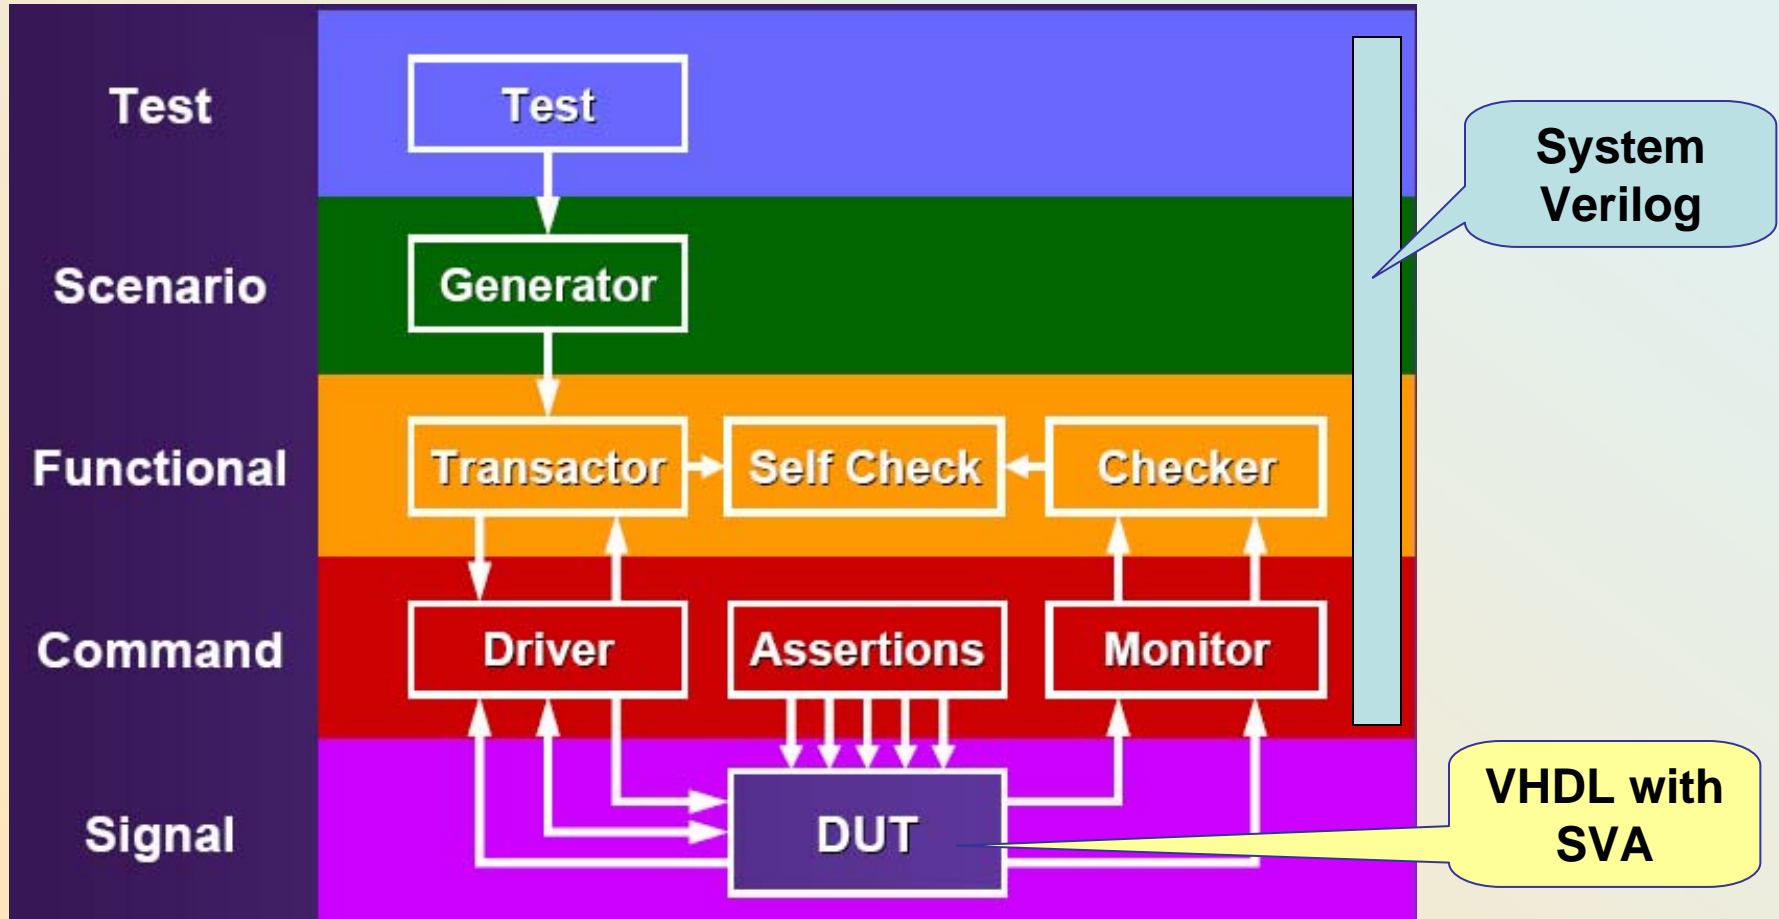 Test
Test
System
Verilog
Scenario
Generator
Functional
Transactor
Self Check
Checker
Command
Driver
Assertions
Monitor
Signal
DUT
VHDL with
SVA